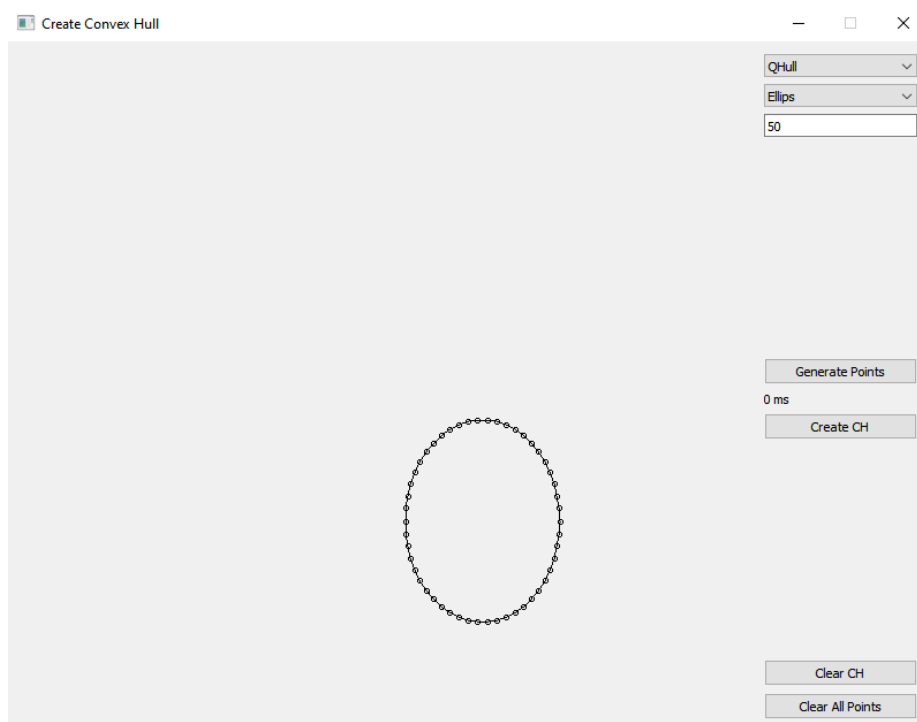 Create Convex Hull
QHull
Ellips
50
Generate Points
0 ms
Create CH
Clear CH
Clear All Points